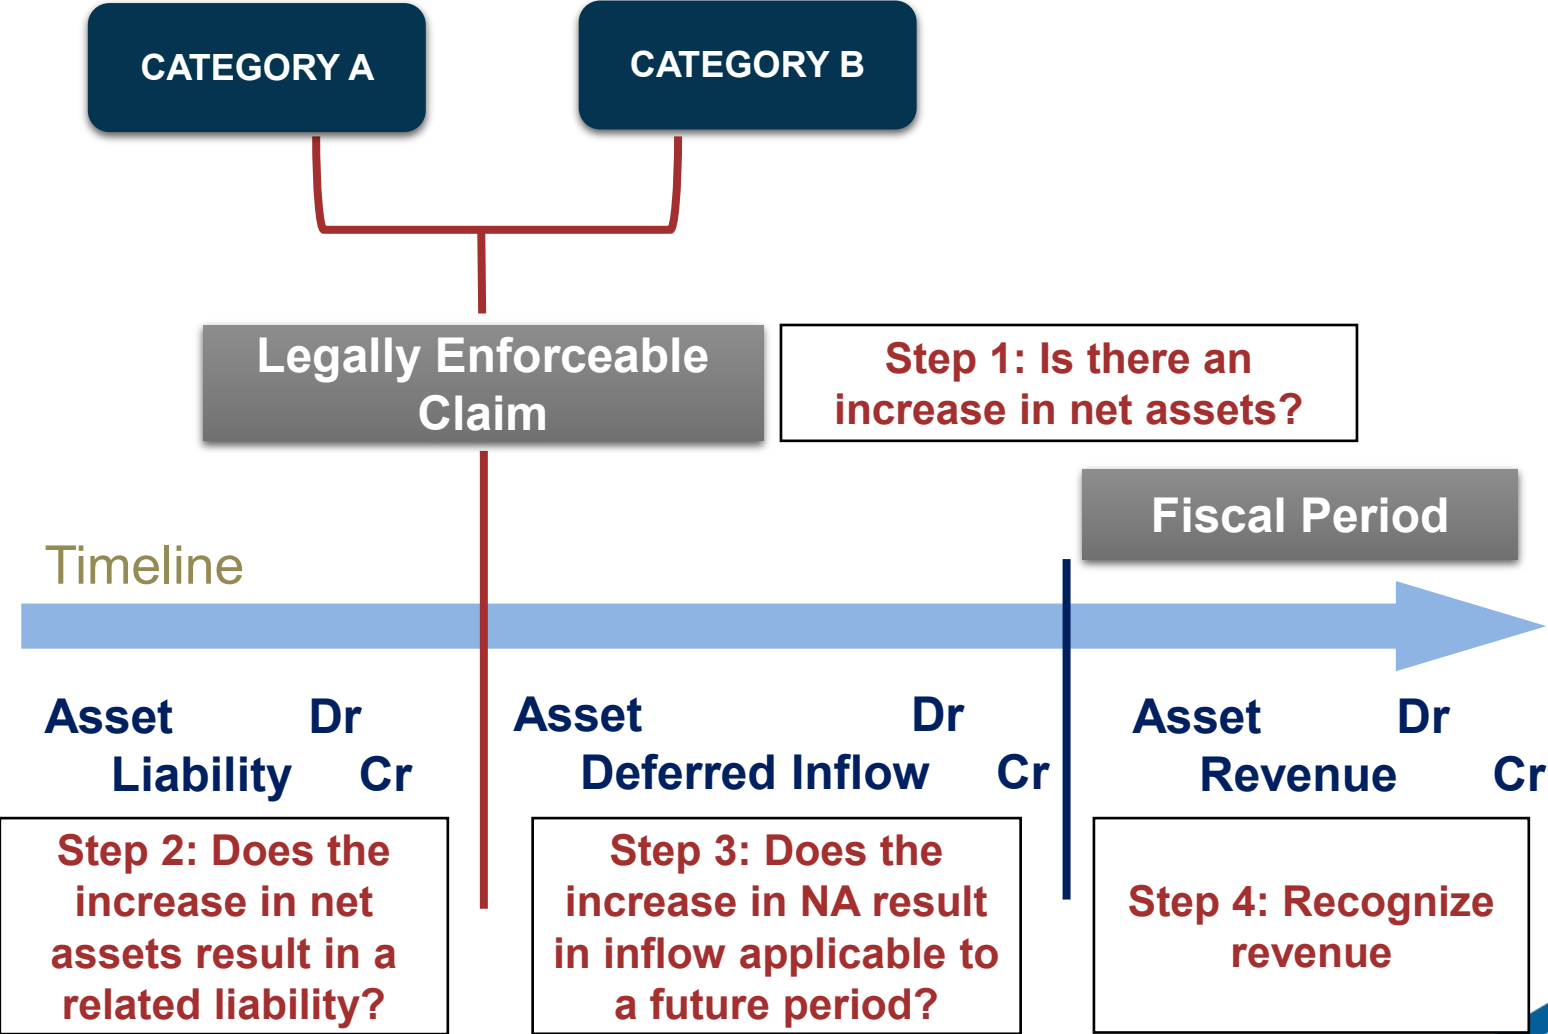 CATEGORY A
CATEGORY B
Legally Enforceable
Claim
Step 1: Is there an
increase in net assets?
Fiscal Period
Timeline
Asset Dr
Liability Cr
Asset Dr
Deferred Inflow Cr
Asset Dr
Revenue Cr
Step 2: Does the
increase in net
assets result in a
related liability?
Step 3: Does the
increase in NA result
in inflow applicable to
a future period?
Step 4: Recognize
revenue